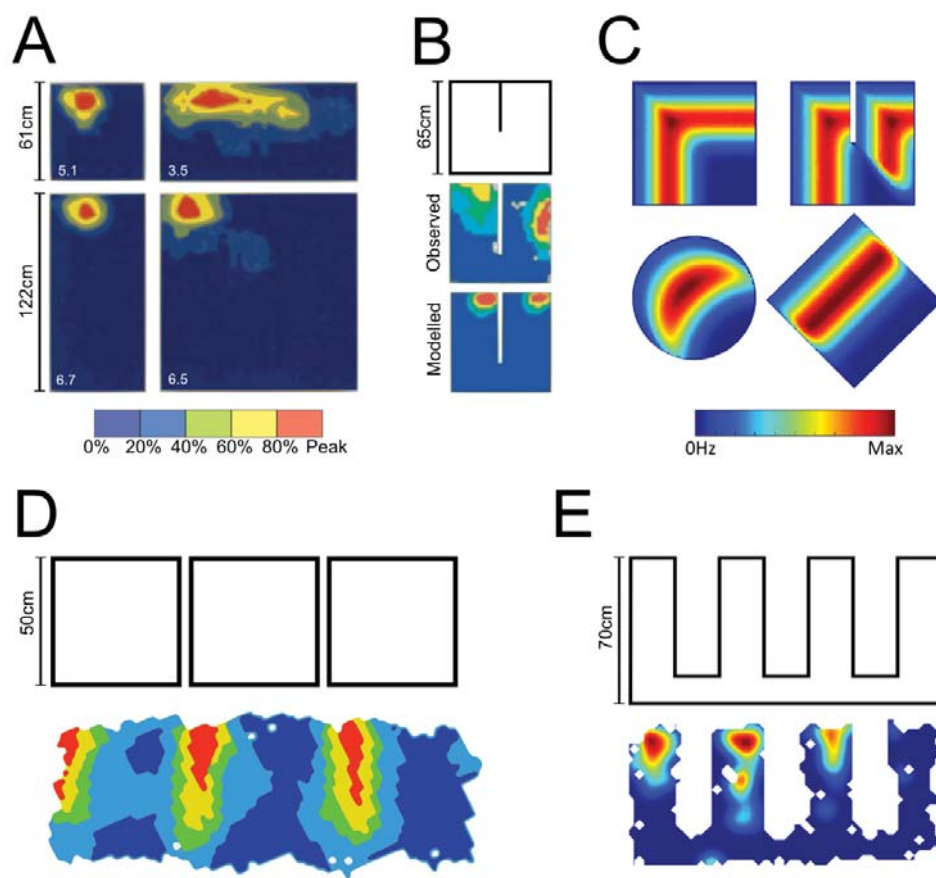 A
61cm
5.1
3.5
122cm
6.7
6.5
0% 20% 40% 60% 80% Peak
B
65cm
Observed
Modelled
C
0Hz Max
D
50cm
E
70cm